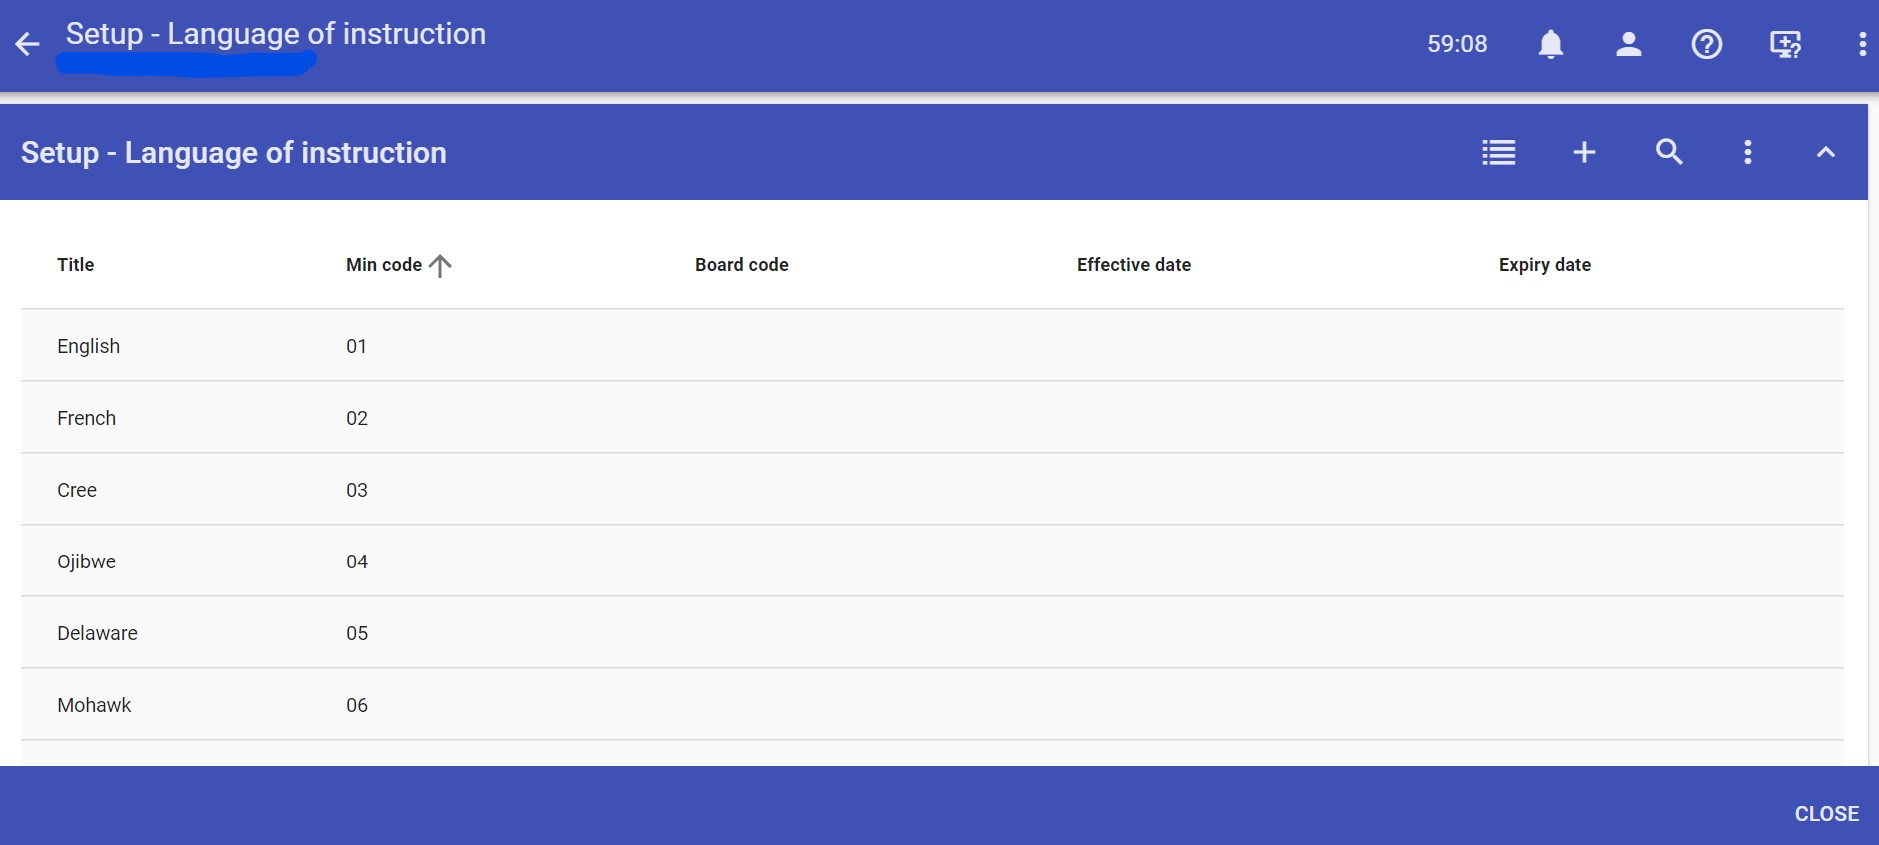 Setup - Language of instruction
59:08
Setup - Language of instruction
Title Min code Board code Effective date Expiry date
English 01
French 02
Cree 03
Ojibwe 04
Delaware 05
Mohawk 06
CLOSE